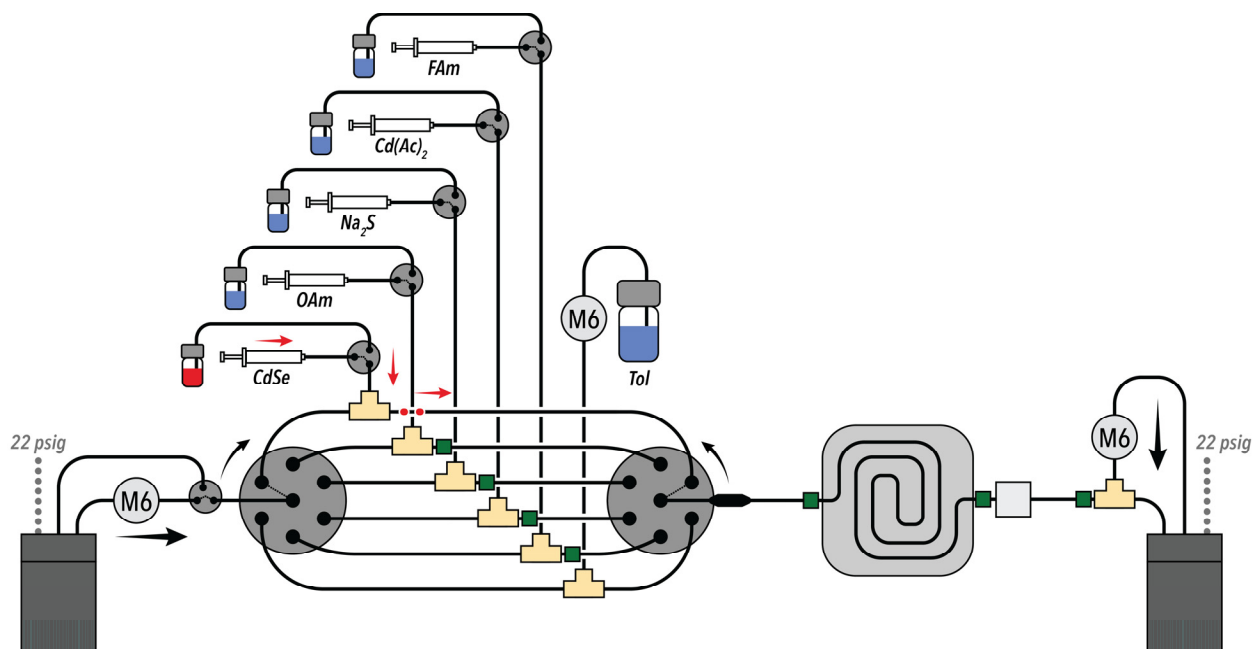 FAm
Cd(Ac)₂
Na₂S
OAm
M6
CdSe
Tol
22 psig
M6
M6
22 psig